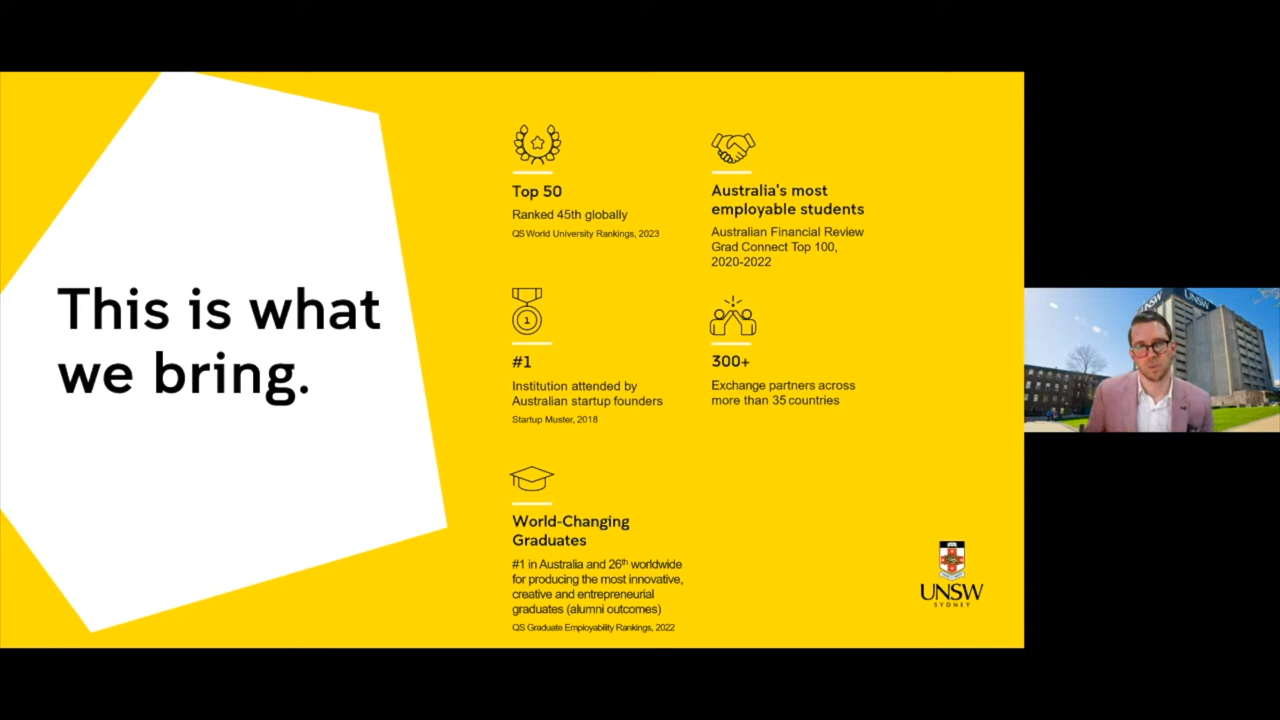 This is what
we bring.
Top 50
Ranked 45th globally
QS World University Rankings, 2023
Australia's most
employable students
Australian Financial Review
Grad Connect Top 100,
2020-2022
1
#1
Institution attended by
Australian startup founders
Startup Muster, 2018
300+
Exchange partners across
more than 35 countries
World-Changing
Graduates
#1 in Australia and 26th worldwide
for producing the most innovative,
creative and entrepreneurial
graduates (alumni outcomes)
QS Graduate Employability Rankings, 2022
UNSW
SYDNEY
UNSW
UNSW